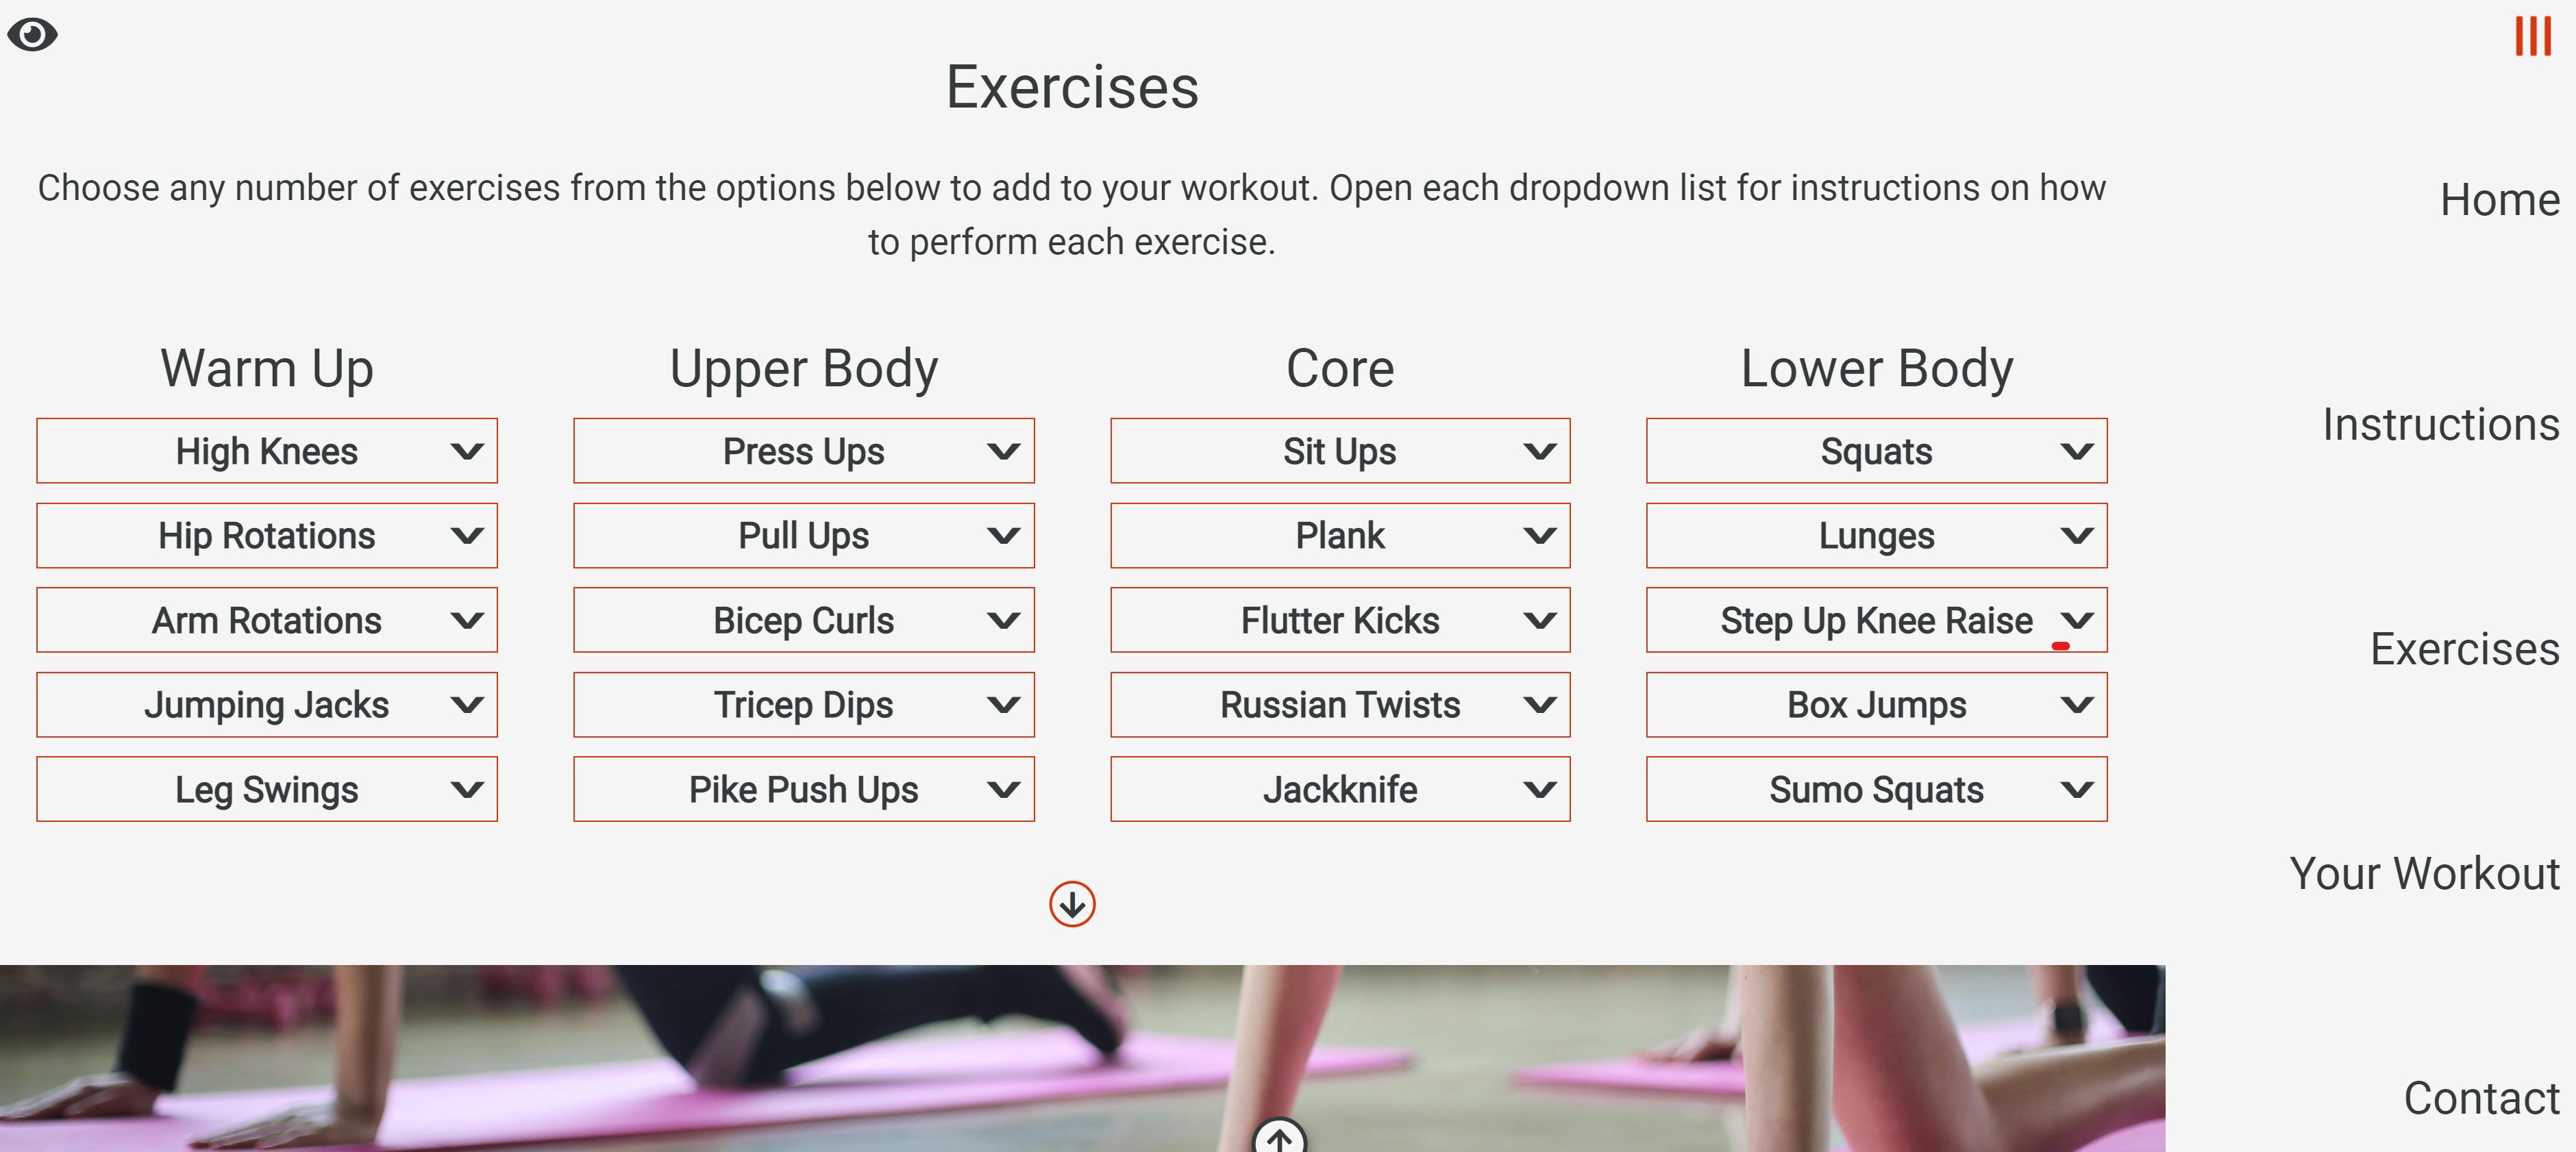 Exercises
Choose any number of exercises from the options below to add to your workout. Open each dropdown list for instructions on how
to perform each exercise.
Warm Up
High Knees
Hip Rotations
Arm Rotations
Jumping Jacks
Leg Swings
Upper Body
Press Ups
Pull Ups
Bicep Curls
Tricep Dips
Pike Push Ups
Core
Sit Ups
Plank
Flutter Kicks
Russian Twists
Jackknife
Lower Body
Squats
Lunges
Step Up Knee Raise
Box Jumps
Sumo Squats
Home
Instructions
Exercises
Your Workout
Contact